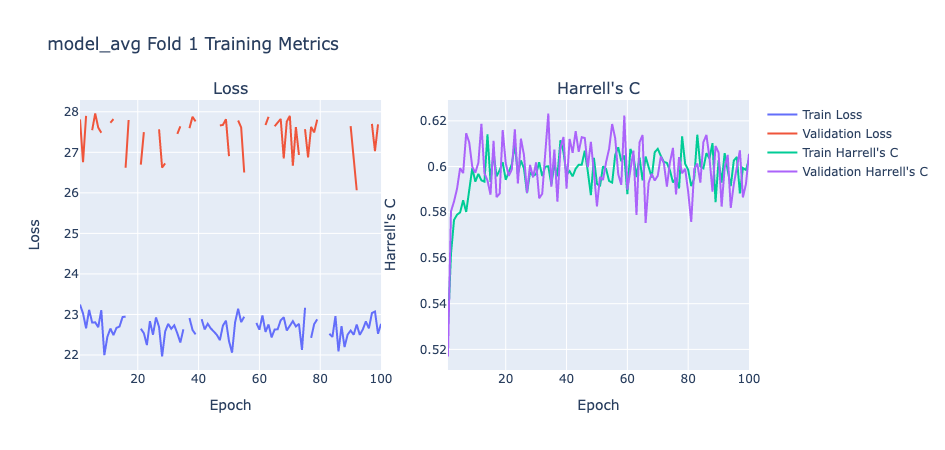 model_avg Fold 1 Training Metrics
Loss
Harrell's C
28
27
26
25
24
23
22
Loss
20
40
60
80
100
Epoch
0.62
0.6
0.58
0.56
0.54
0.52
Harrell's C
20
40
60
80
100
Epoch
Train Loss
Validation Loss
Train Harrell's C
Validation Harrell's C